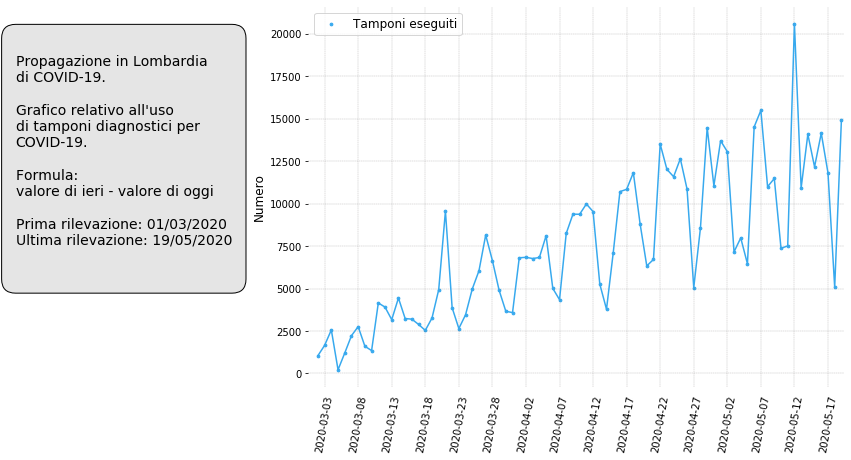 Propagazione in Lombardia
di COVID-19.
Grafico relativo all'uso
di tamponi diagnostici per
COVID-19.
Formula:
valore di ieri - valore di oggi
Prima rilevazione: 01/03/2020
Ultima rilevazione: 19/05/2020
Tamponi eseguiti
Numero
20000
17500
15000
12500
10000
7500
5000
2500
0
2020-03-03
2020-03-08
2020-03-13
2020-03-18
2020-03-23
2020-03-28
2020-04-02
2020-04-07
2020-04-12
2020-04-17
2020-04-22
2020-04-27
2020-05-02
2020-05-07
2020-05-12
2020-05-17